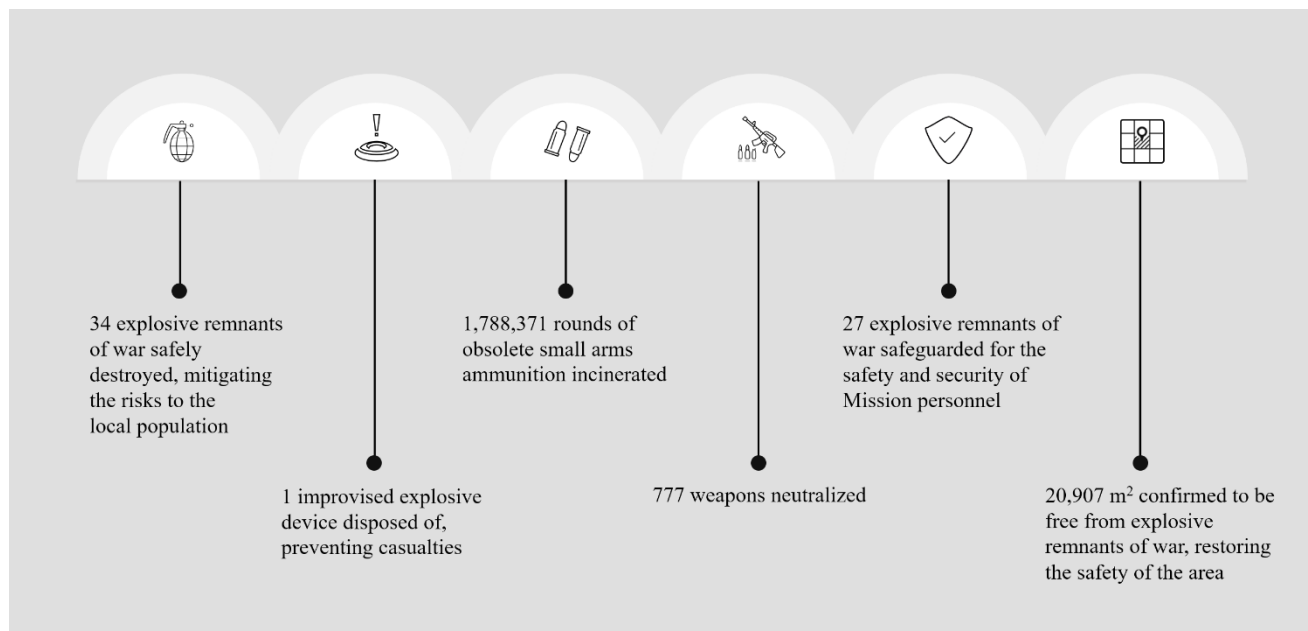 34 explosive remnants
of war safely
destroyed, mitigating
the risks to the
local population
1 improvised explosive
device disposed of,
preventing casualties
1,788,371 rounds of
obsolete small arms
ammunition incinerated
777 weapons neutralized
27 explosive remnants of
war safeguarded for the
safety and security of
Mission personnel
20,907 m² confirmed to be
free from explosive
remnants of war, restoring
the safety of the area